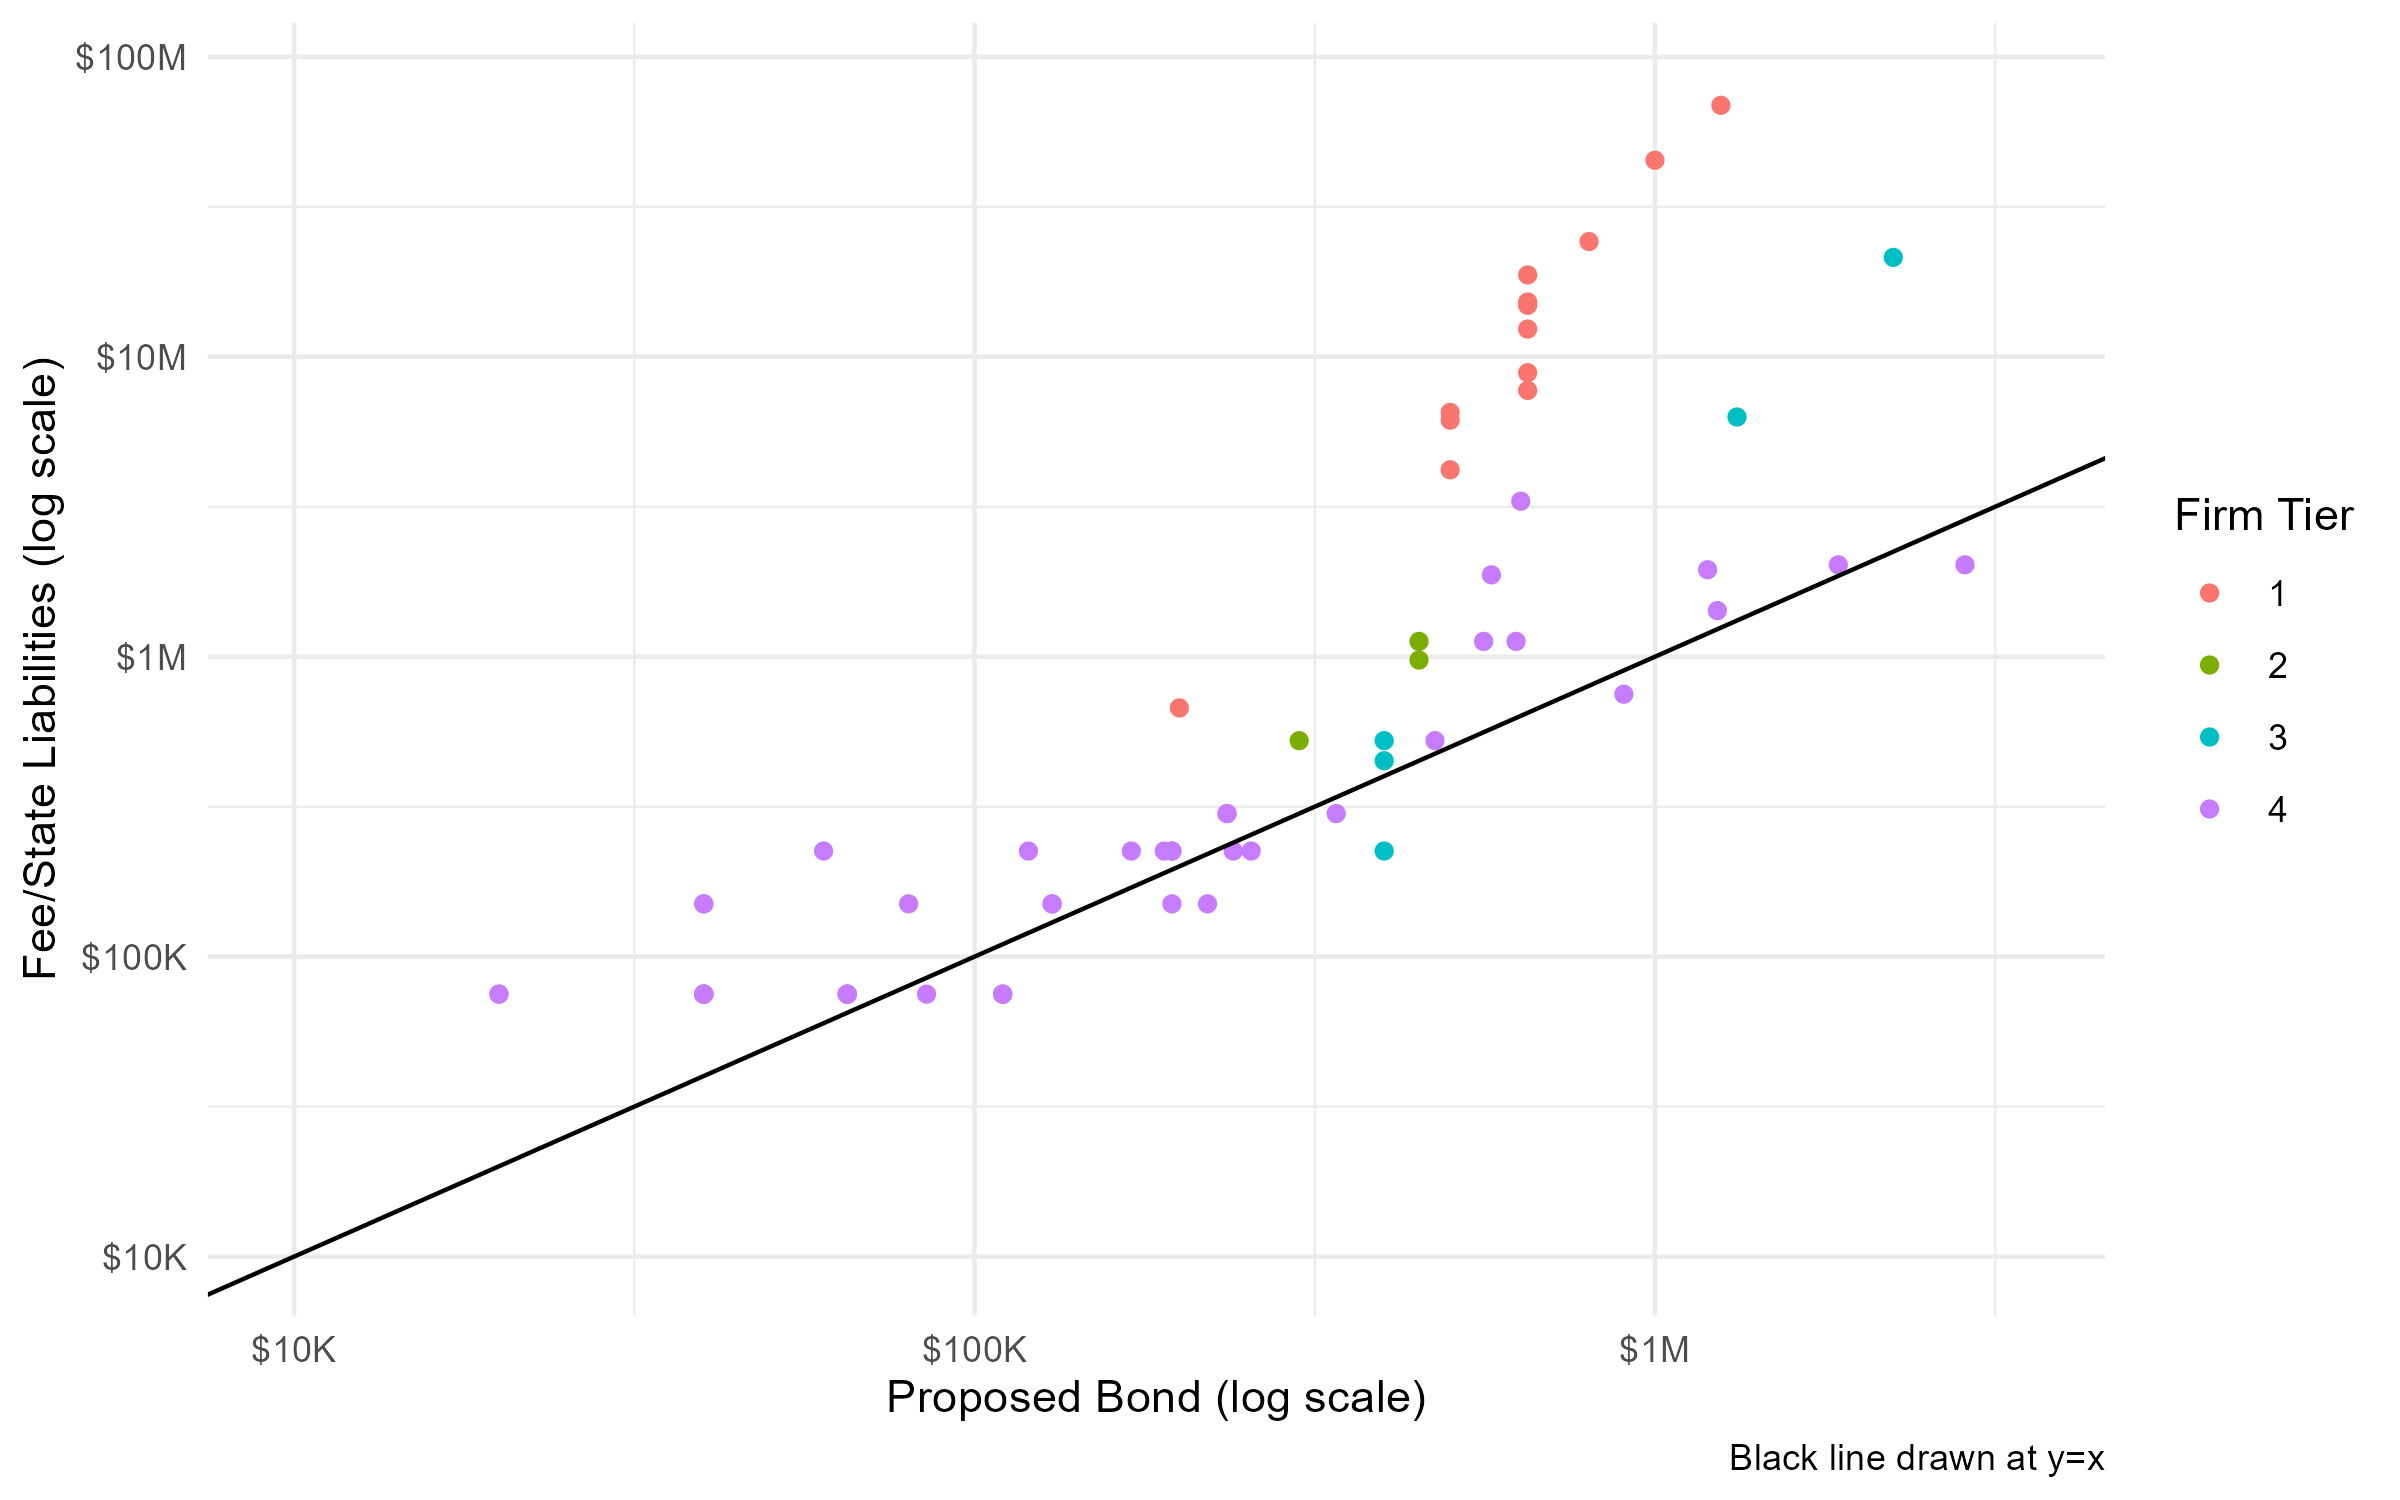 $100M
$10M
$1M
$100K
$10K
Fee/State Liabilities (log scale)
$10K
$100K
$1M
Proposed Bond (log scale)
Firm Tier
1
2
3
4
Black line drawn at y=x